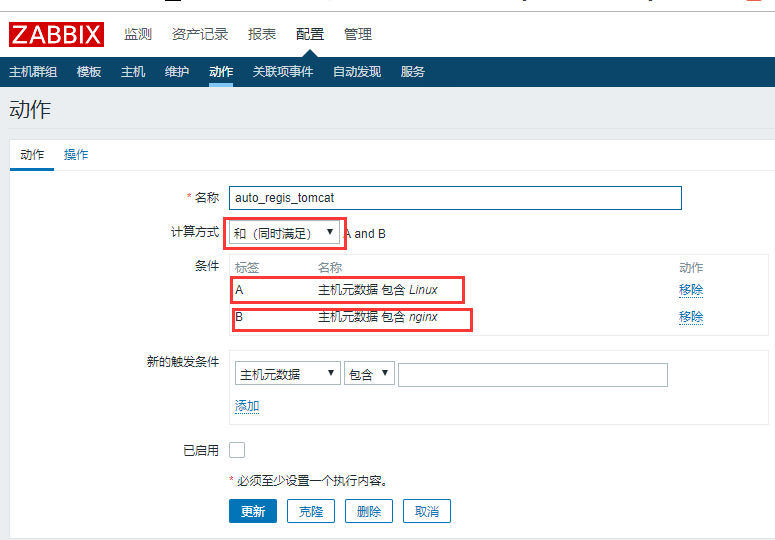 ZABBIX 监测 资产记录 报表 配置 管理
主机群组 模板 主机 维护 动作 关联项事件 自动发现 服务
动作
动作 操作
* 名称 auto_regis_tomcat
计算方式 和（同时满足） ▼ A and B
条件 标签 名称 动作
A 主机元数据 包含 Linux 移除
B 主机元数据 包含 nginx 移除
新的触发条件 主机元数据 ▼ 包含 ▼
添加
已启用
* 必须至少设置一个执行内容。
更新 克隆 删除 取消